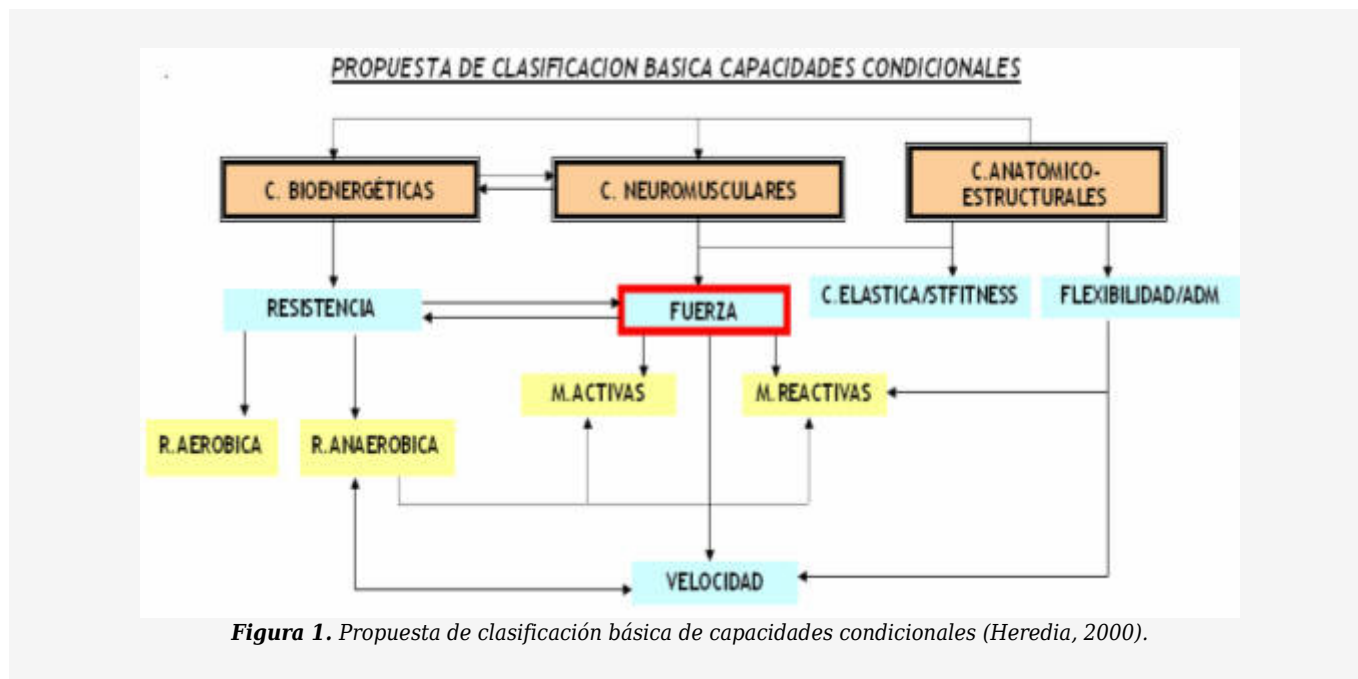 PROPUESTA DE CLASIFICACION BASICA CAPACIDADES CONDICIONALES
C. BIOENERGÉTICAS
C. NEUROMUSCULARES
C.ANATÓMICO-
ESTRUCTURALES
RESISTENCIA
FUERZA
C.ELASTICA/STFITNESS
FLEXIBILIDAD/ADM
M.ACTIVAS
M.REACTIVAS
R.AEROBICA
R.ANAEROBICA
VELOCIDAD
Figura 1. Propuesta de clasificación básica de capacidades condicionales (Heredia, 2000).